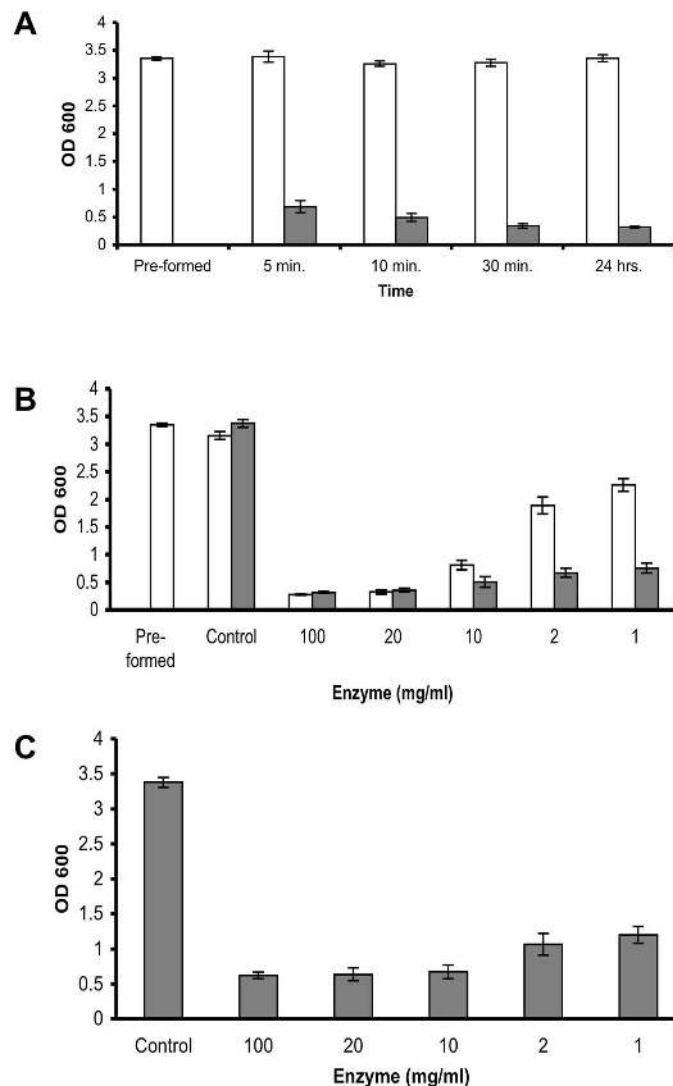 A
4
3.5
3
2.5
2
1.5
1
0.5
0
OD 600
Pre-formed 5 min. 10 min. 30 min. 24 hrs.
Time
B
4
3.5
3
2.5
2
1.5
1
0.5
0
OD 600
Pre- Control 100 20 10 2 1
formed
Enzyme (mg/ml)
C
4
3.5
3
2.5
2
1.5
1
0.5
0
OD 600
Control 100 20 10 2 1
Enzyme (mg/ml)